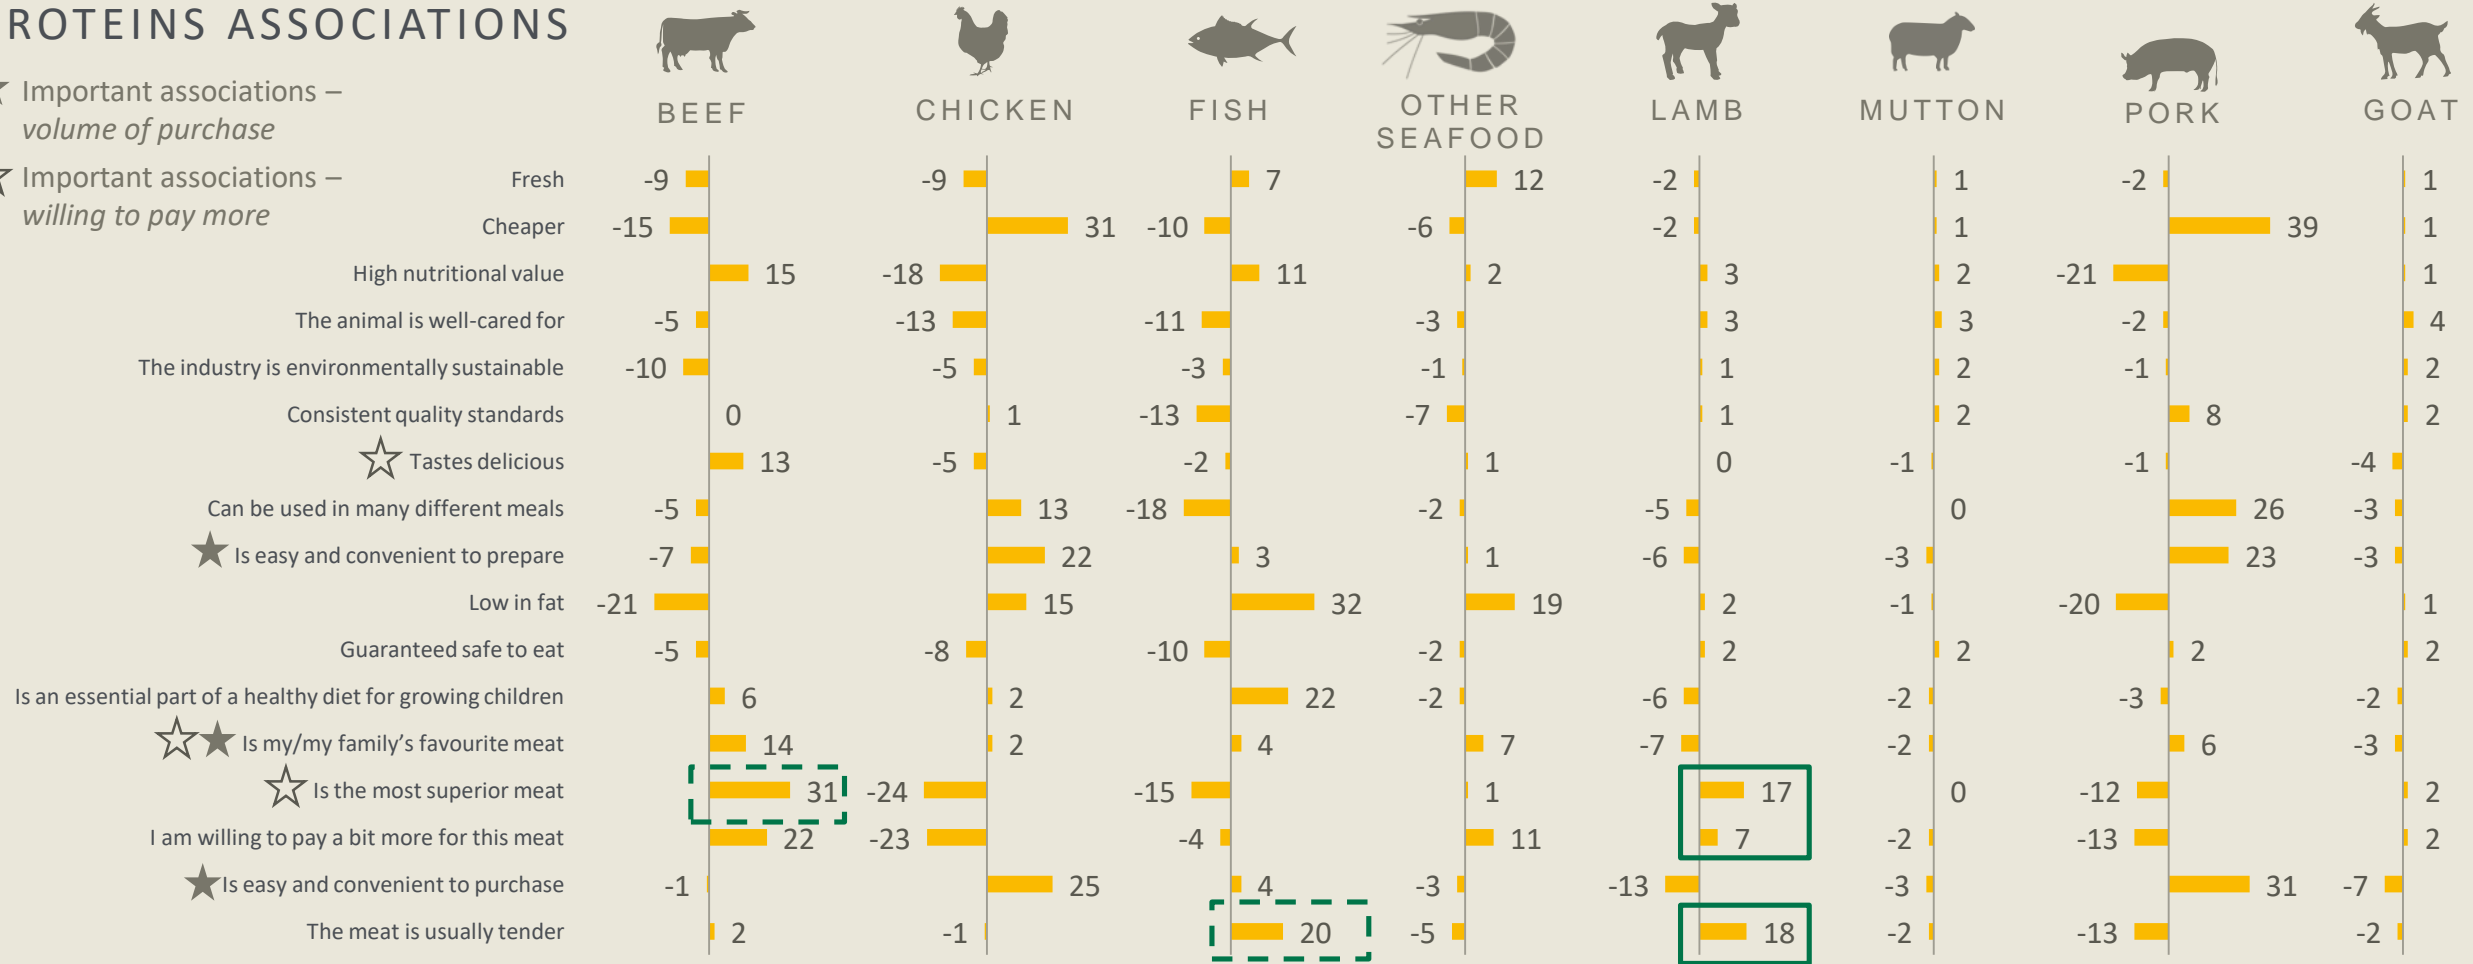 ROTEINS ASSOCIATIONS
Important associations –
volume of purchase
Important associations –
willing to pay more
BEEF CHICKEN FISH OTHER SEAFOOD LAMB MUTTON PORK GOAT
Fresh -9 -9 7 12 -2 1 -2 1
Cheaper -15 31 -10 -6 -2 1 39 1
High nutritional value 15 -18 11 2 3 2 -21 1
The animal is well-cared for -5 -13 -11 -3 3 3 -2 4
The industry is environmentally sustainable -10 -5 -3 -1 1 2 -1 2
Consistent quality standards 0 1 -13 -7 1 2 8 2
Tastes delicious 13 -5 -2 1 0 -1 -1 -4
Can be used in many different meals -5 13 -18 -2 -5 0 26 -3
Is easy and convenient to prepare -7 22 3 1 -6 -3 23 -3
Low in fat -21 15 32 19 2 -1 -20 1
Guaranteed safe to eat -5 -8 -10 -2 2 2 2 2
Is an essential part of a healthy diet for growing children 6 2 22 -2 -6 -2 -3 -2
Is my/my family’s favourite meat 14 2 4 7 -7 -2 6 -3
Is the most superior meat 31 -24 -15 1 17 0 -12 2
I am willing to pay a bit more for this meat 22 -23 -4 11 7 -2 -13 2
Is easy and convenient to purchase -1 25 4 -3 -13 -3 31 -7
The meat is usually tender 2 -1 20 -5 18 -2 -13 -2